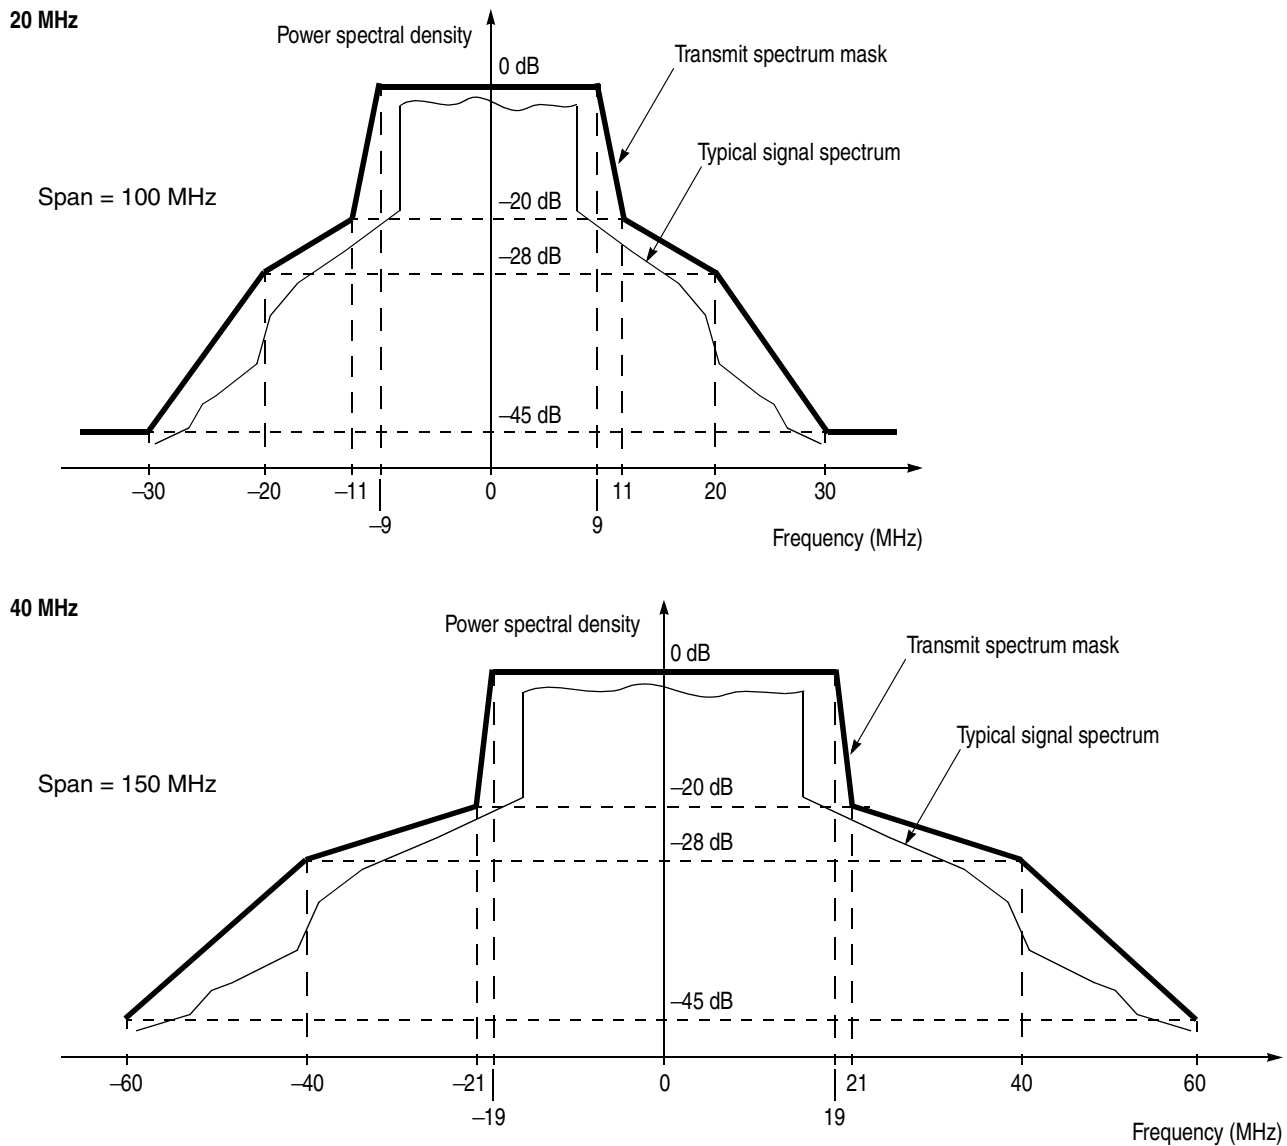 20 MHz
Power spectral density
0 dB
Transmit spectrum mask
Typical signal spectrum
Span = 100 MHz
–20 dB
–28 dB
–45 dB
–30 –20 –11 0 9 11 20 30
–9 9
Frequency (MHz)
40 MHz
Power spectral density
0 dB
Transmit spectrum mask
Typical signal spectrum
Span = 150 MHz
–20 dB
–28 dB
–45 dB
–60 –40 –21 0 21 40 60
–19 19
Frequency (MHz)